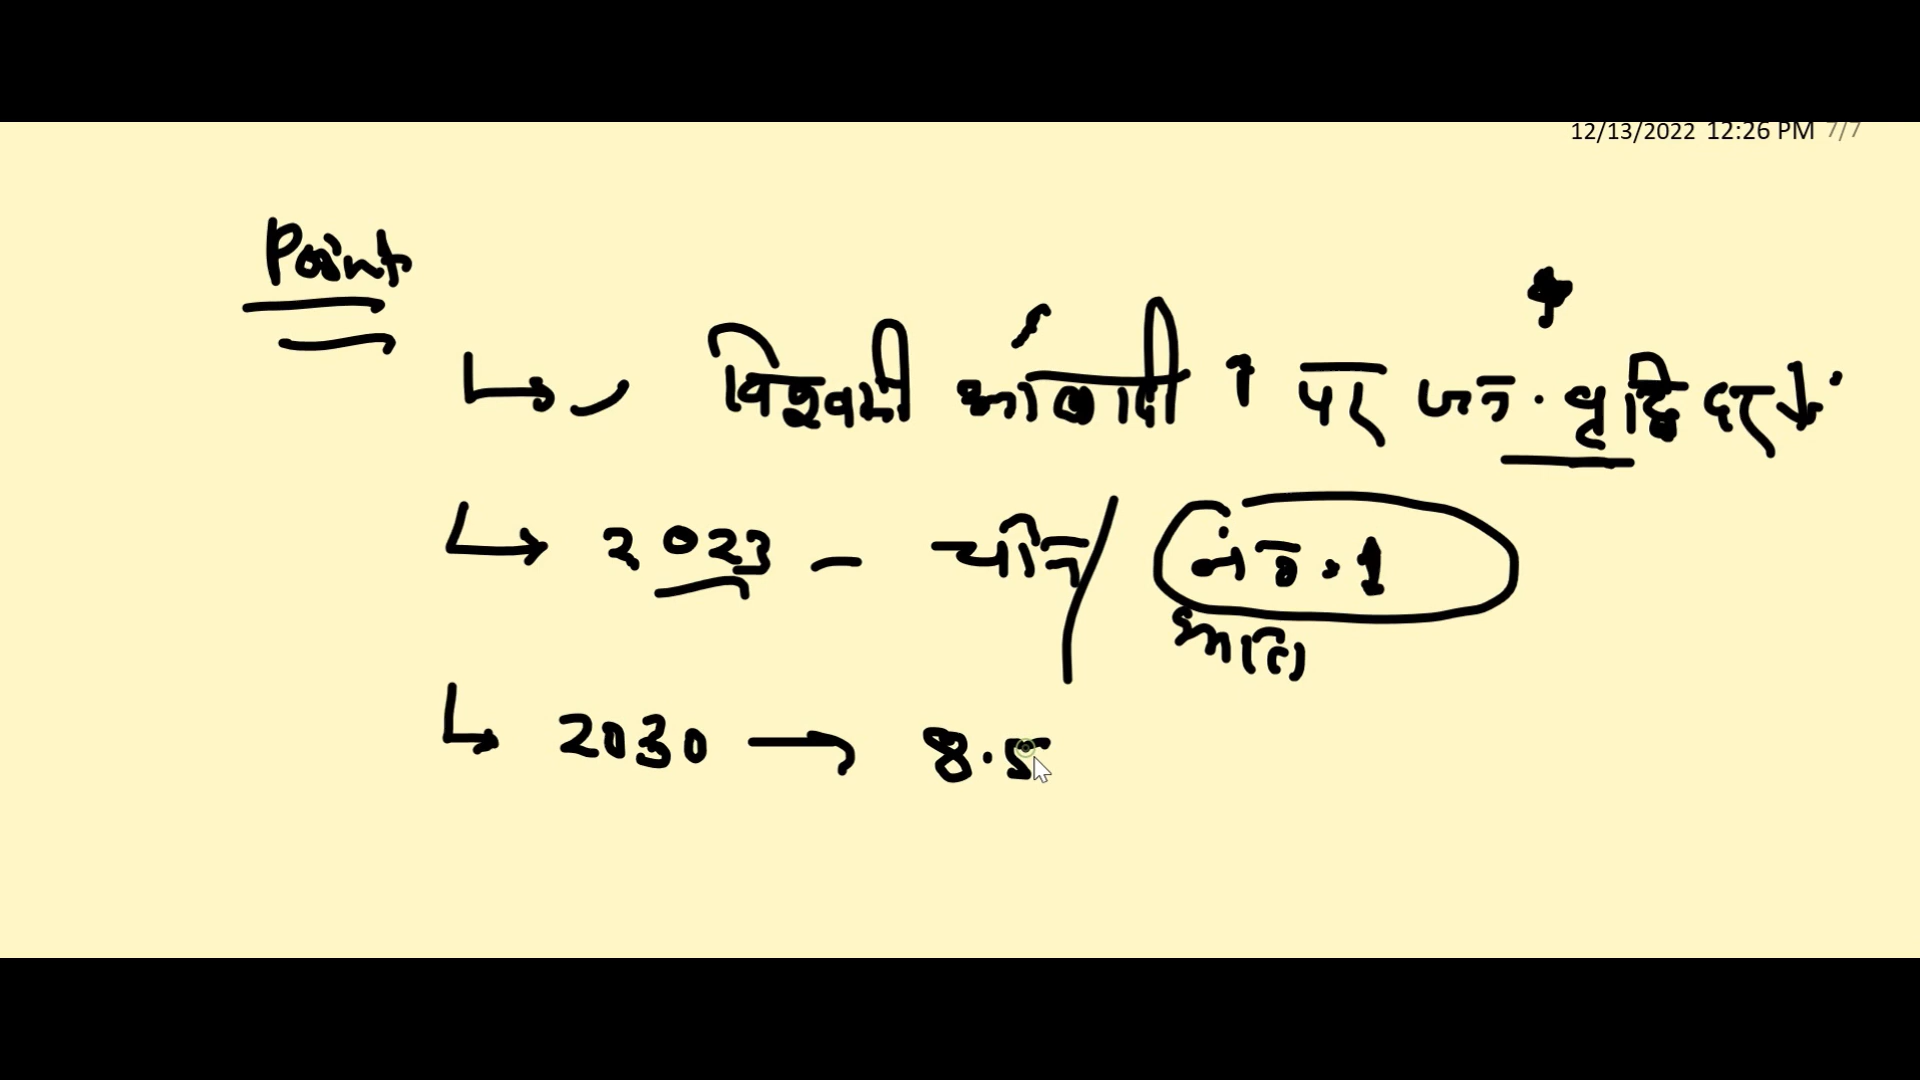 12/13/2022 12:26 PM 7/7
Point
विश्वकी आबादी ↑ पर जन. वृद्धि दर ↓
2023 - चीन / नं. 1
भारत
2030 → 8.5